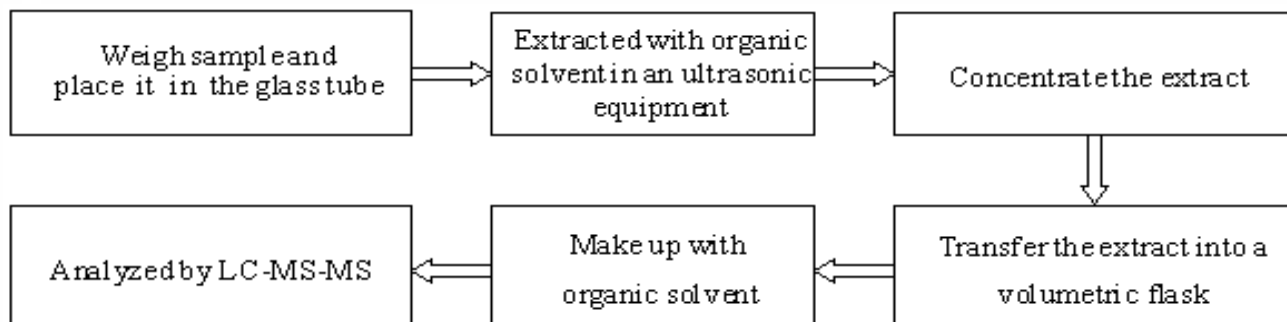 Weigh sample and
place it in the glass tube
Extracted with organic
solvent in an ultrasonic
equipment
Concentrate the extract
Transfer the extract into a
volumetric flask
Make up with
organic solvent
Analyzed by LC-MS-MS